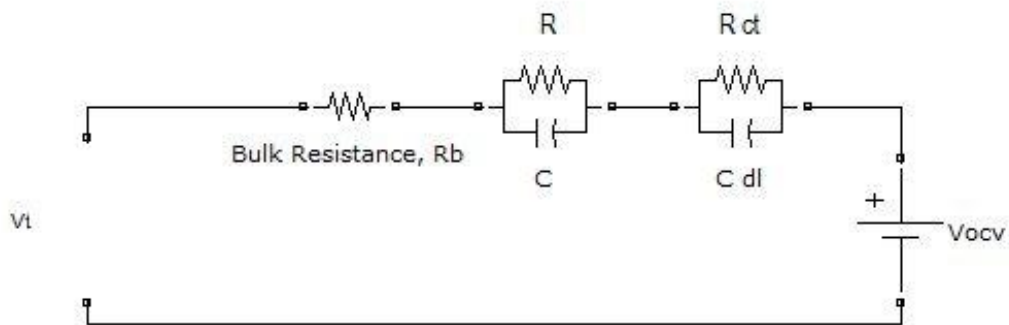 R
R ct
Bulk Resistance, Rb
C
C dl
+
Vt
Vocv